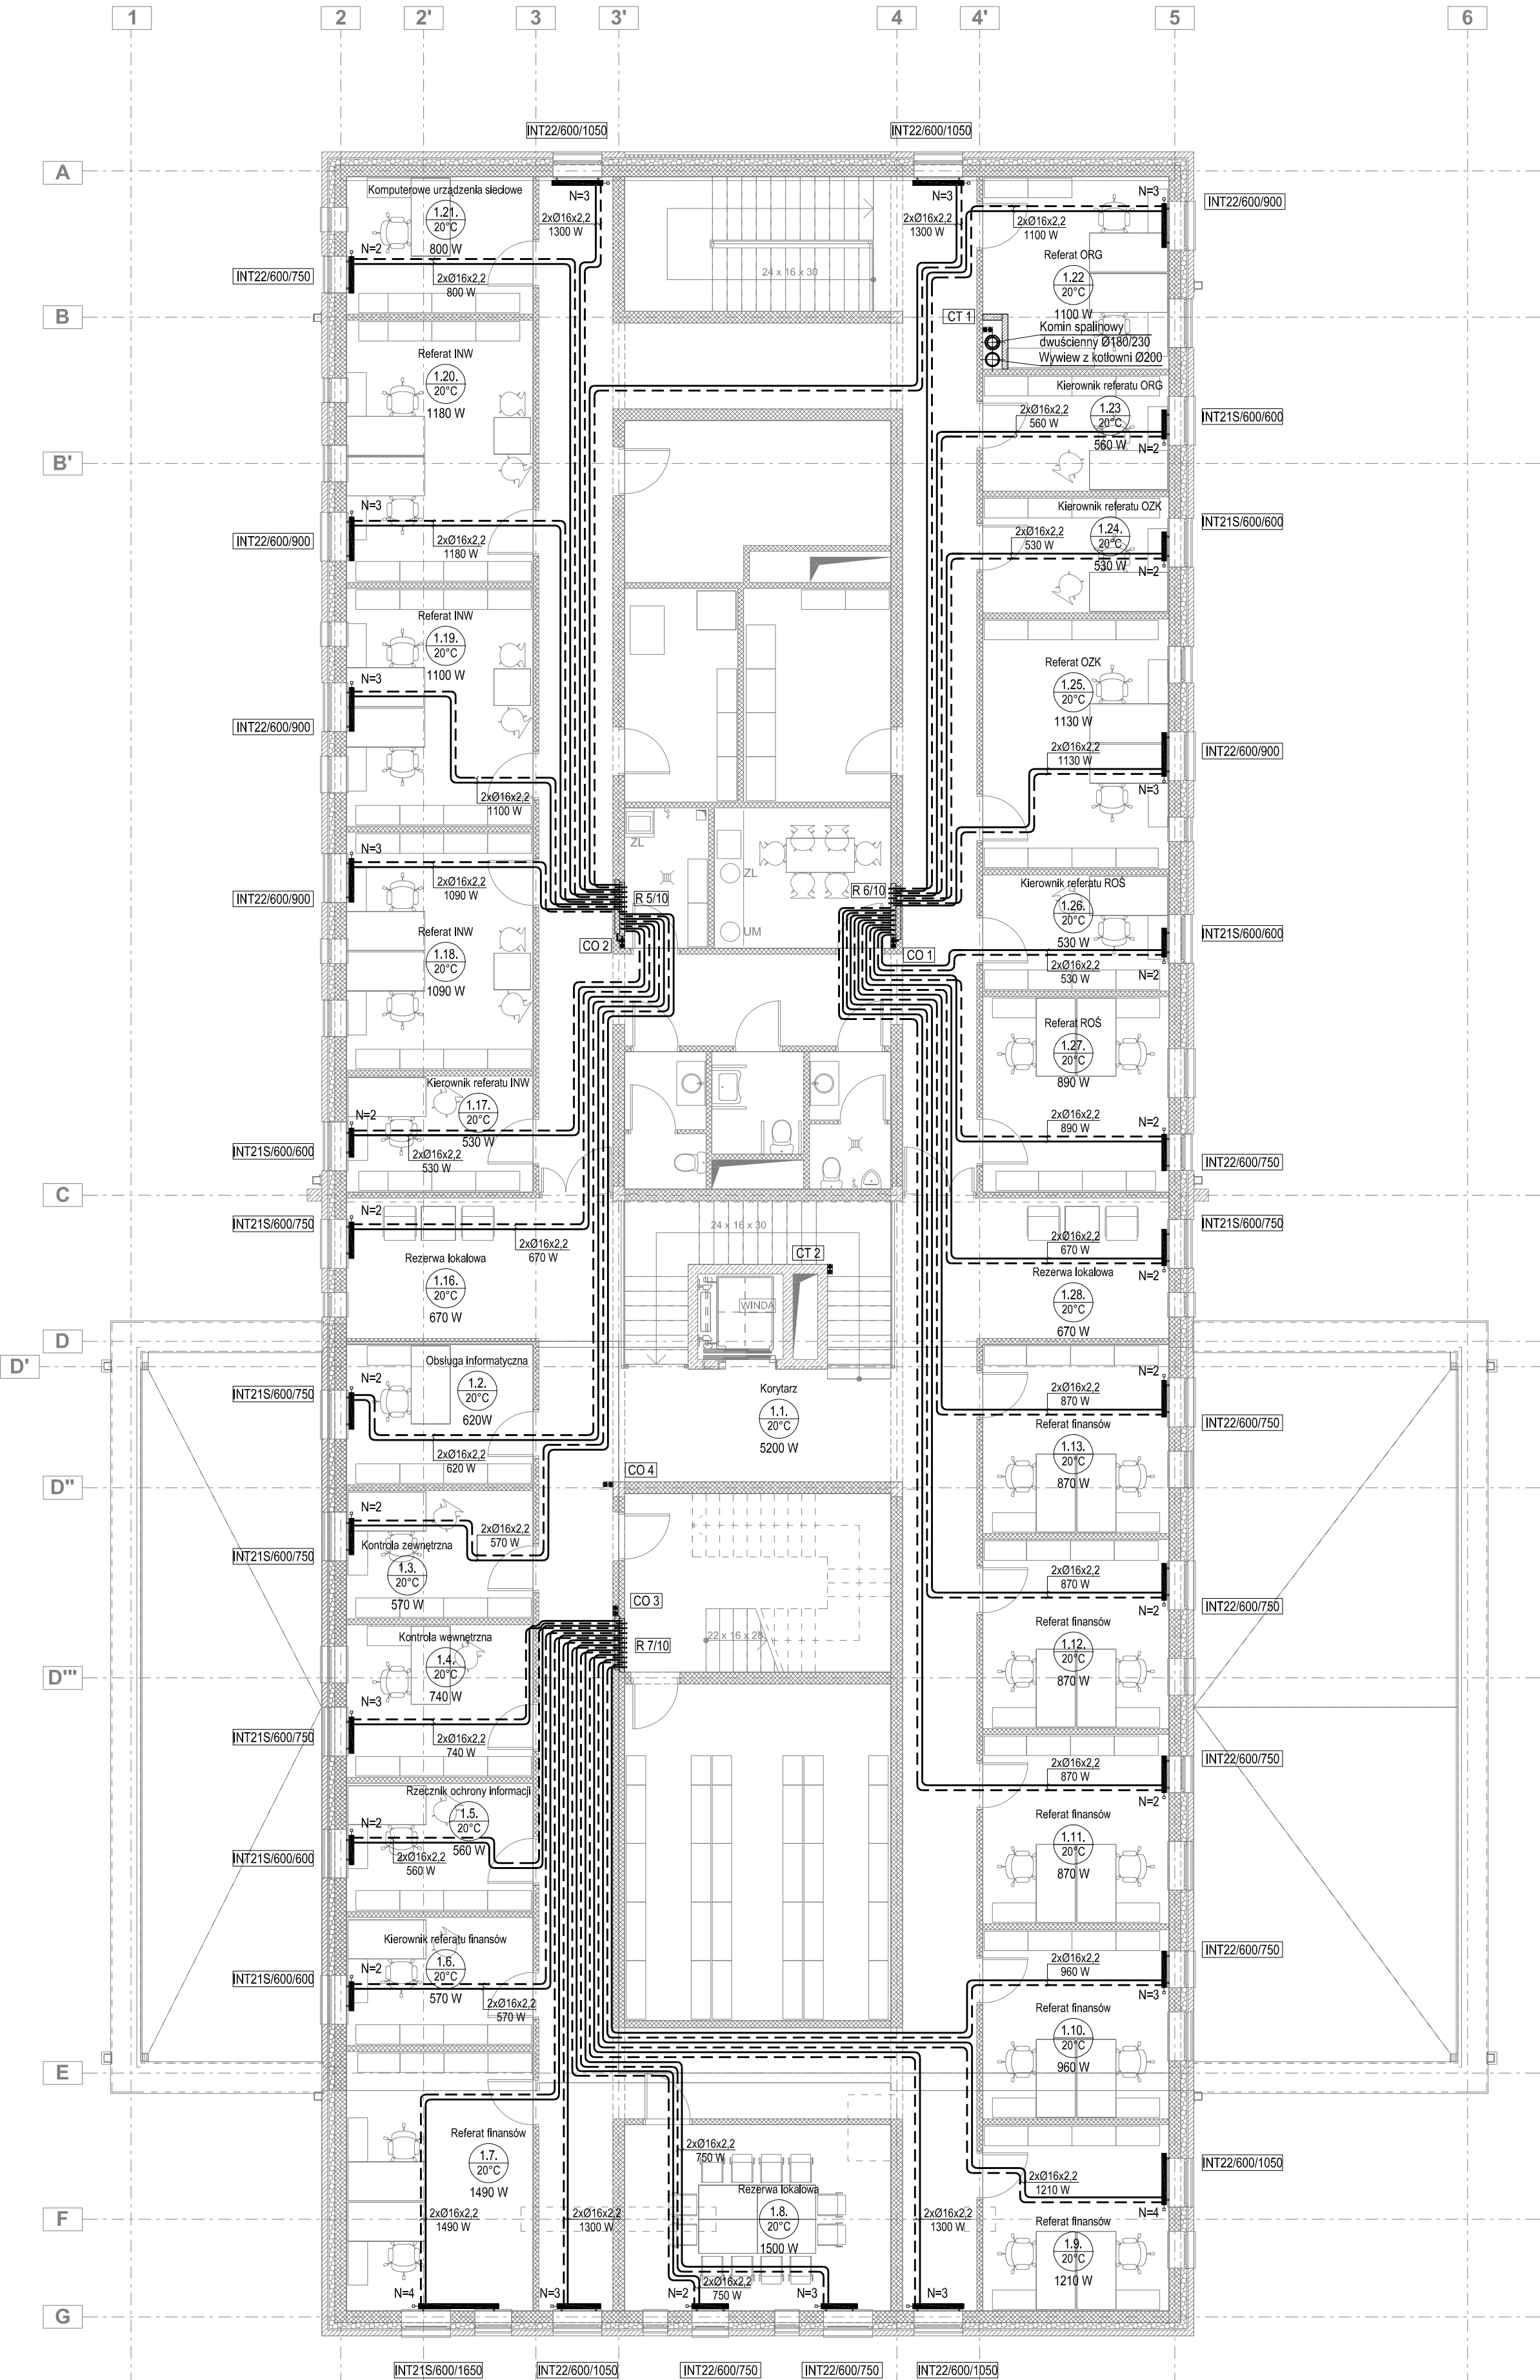 1
2
2'
3
3'
4
4'
5
6
INT22/600/1050
INT22/600/1050
A
Komputerowe urządzenia sieciowe
1.21.
20°C
800 W
N=2
INT22/600/750
2xØ16x2,2
800 W
N=3
2xØ16x2,2
1300 W
24 x 16 x 30
N=3
2xØ16x2,2
1300 W
N=3
INT22/600/900
2xØ16x2,2
1100 W
Referat ORG
1.22
20°C
1100 W
B
CT 1
Komin spalinowy
dwuścienny Ø180/230
Wywiew z kotłowni Ø200
Referat INW
1.20.
20°C
1180 W
Kierownik referatu ORG
2xØ16x2,2
560 W
1.23
20°C
560 W
N=2
INT21S/600/600
B'
N=3
INT22/600/900
2xØ16x2,2
1180 W
Kierownik referatu OZK
2xØ16x2,2
530 W
1.24.
20°C
530 W
N=2
INT21S/600/600
Referat INW
1.19.
20°C
1100 W
N=3
INT22/600/900
2xØ16x2,2
1100 W
Referat OZK
1.25.
20°C
1130 W
2xØ16x2,2
1130 W
N=3
INT22/600/900
ZL
ZL
UM
N=3
INT22/600/900
2xØ16x2,2
1090 W
R 5/10
R 6/10
CO 2
CO 1
Referat INW
1.18.
20°C
1090 W
Kierownik referatu ROŚ
1.26.
20°C
530 W
2xØ16x2,2
530 W
N=2
INT21S/600/600
Referat ROŚ
1.27.
20°C
890 W
2xØ16x2,2
890 W
N=2
INT22/600/750
Kierownik referatu INW
N=2
1.17.
20°C
530 W
2xØ16x2,2
530 W
INT21S/600/600
C
INT21S/600/750
N=2
2xØ16x2,2
670 W
Rezerwa lokalowa
1.16.
20°C
670 W
24 x 16 x 30
CT 2
WINDA
INT21S/600/750
2xØ16x2,2
670 W
N=2
Rezerwa lokalowa
1.28.
20°C
670 W
D
D'
Obsługa informatyczna
N=2
1.2.
20°C
620W
INT21S/600/750
2xØ16x2,2
620 W
Korytarz
1.1.
20°C
5200 W
N=2
2xØ16x2,2
870 W
INT22/600/750
Referat finansów
1.13.
20°C
870 W
D''
CO 4
N=2
2xØ16x2,2
570 W
INT21S/600/750
Kontrola zewnętrzna
1.3.
20°C
570 W
CO 3
R 7/10
22 x 16 x 28
2xØ16x2,2
870 W
N=2
INT22/600/750
Referat finansów
1.12.
20°C
870 W
Kontrola wewnętrzna
1.4.
20°C
740 W
D'''
N=3
INT21S/600/750
2xØ16x2,2
740 W
2xØ16x2,2
870 W
N=2
INT22/600/750
Rzecznik ochrony informacji
1.5.
20°C
560 W
N=2
2xØ16x2,2
560 W
INT21S/600/600
Referat finansów
1.11.
20°C
870 W
Kierownik referatu finansów
1.6.
20°C
570 W
N=2
INT21S/600/600
2xØ16x2,2
570 W
2xØ16x2,2
960 W
N=3
INT22/600/750
Referat finansów
1.10.
20°C
960 W
E
Referat finansów
1.7.
20°C
1490 W
2xØ16x2,2
750 W
Rezerwa lokalowa
1.8.
20°C
1500 W
2xØ16x2,2
1210 W
N=4
INT22/600/1050
F
2xØ16x2,2
1490 W
2xØ16x2,2
1300 W
2xØ16x2,2
1300 W
Referat finansów
1.9.
20°C
1210 W
2xØ16x2,2
750 W
N=4
N=3
N=2
N=3
N=3
G
INT21S/600/1650
INT22/600/1050
INT22/600/750
INT22/600/750
INT22/600/1050